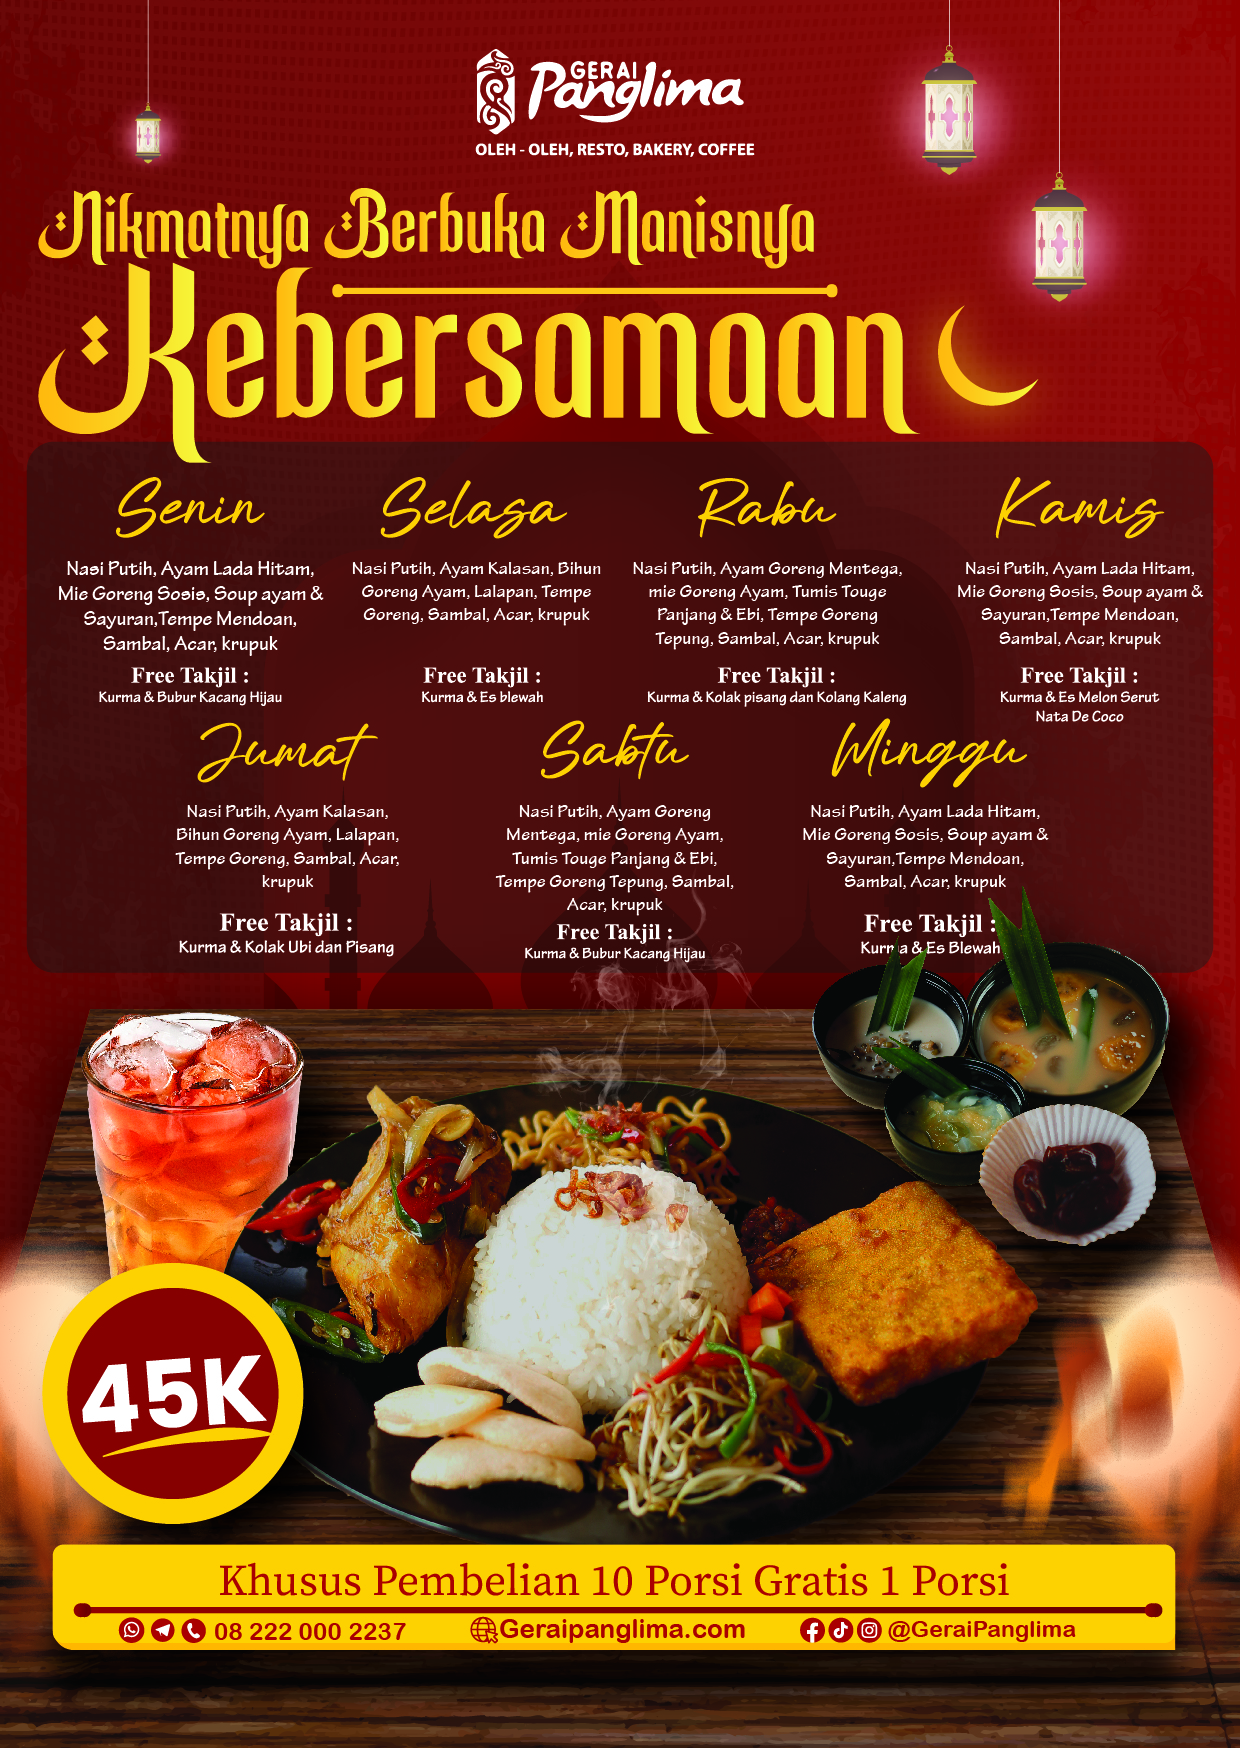 GERAI
Panglima
OLEH - OLEH, RESTO, BAKERY, COFFEE
Nikmatnya Berbuka Manisnya
Kebersamaan
Senin
Nasi Putih, Ayam Lada Hitam,
Mie Goreng Sosis, Soup ayam &
Sayuran,Tempe Mendoan,
Sambal, Acar, krupuk
Free Takjil :
Kurma & Bubur Kacang Hijau
Selasa
Nasi Putih, Ayam Kalasan, Bihun
Goreng Ayam, Lalapan, Tempe
Goreng, Sambal, Acar, krupuk
Free Takjil :
Kurma & Es blewah
Rabu
Nasi Putih, Ayam Goreng Mentega,
mie Goreng Ayam, Tumis Touge
Panjang & Ebi, Tempe Goreng
Tepung, Sambal, Acar, krupuk
Free Takjil :
Kurma & Kolak pisang dan Kolang Kaleng
Kamis
Nasi Putih, Ayam Lada Hitam,
Mie Goreng Sosis, Soup ayam &
Sayuran,Tempe Mendoan,
Sambal, Acar, krupuk
Free Takjil :
Kurma & Es Melon Serut
Nata De Coco
Jumat
Nasi Putih, Ayam Kalasan,
Bihun Goreng Ayam, Lalapan,
Tempe Goreng, Sambal, Acar,
krupuk
Free Takjil :
Kurma & Kolak Ubi dan Pisang
Sabtu
Nasi Putih, Ayam Goreng
Mentega, mie Goreng Ayam,
Tumis Touge Panjang & Ebi,
Tempe Goreng Tepung, Sambal,
Acar, krupuk
Free Takjil :
Kurma & Bubur Kacang Hijau
Minggu
Nasi Putih, Ayam Lada Hitam,
Mie Goreng Sosis, Soup ayam &
Sayuran,Tempe Mendoan,
Sambal, Acar, krupuk
Free Takjil :
Kurma & Es Blewah
45K
Khusus Pembelian 10 Porsi Gratis 1 Porsi
08 222 000 2237
Geraipanglima.com
@GeraiPanglima